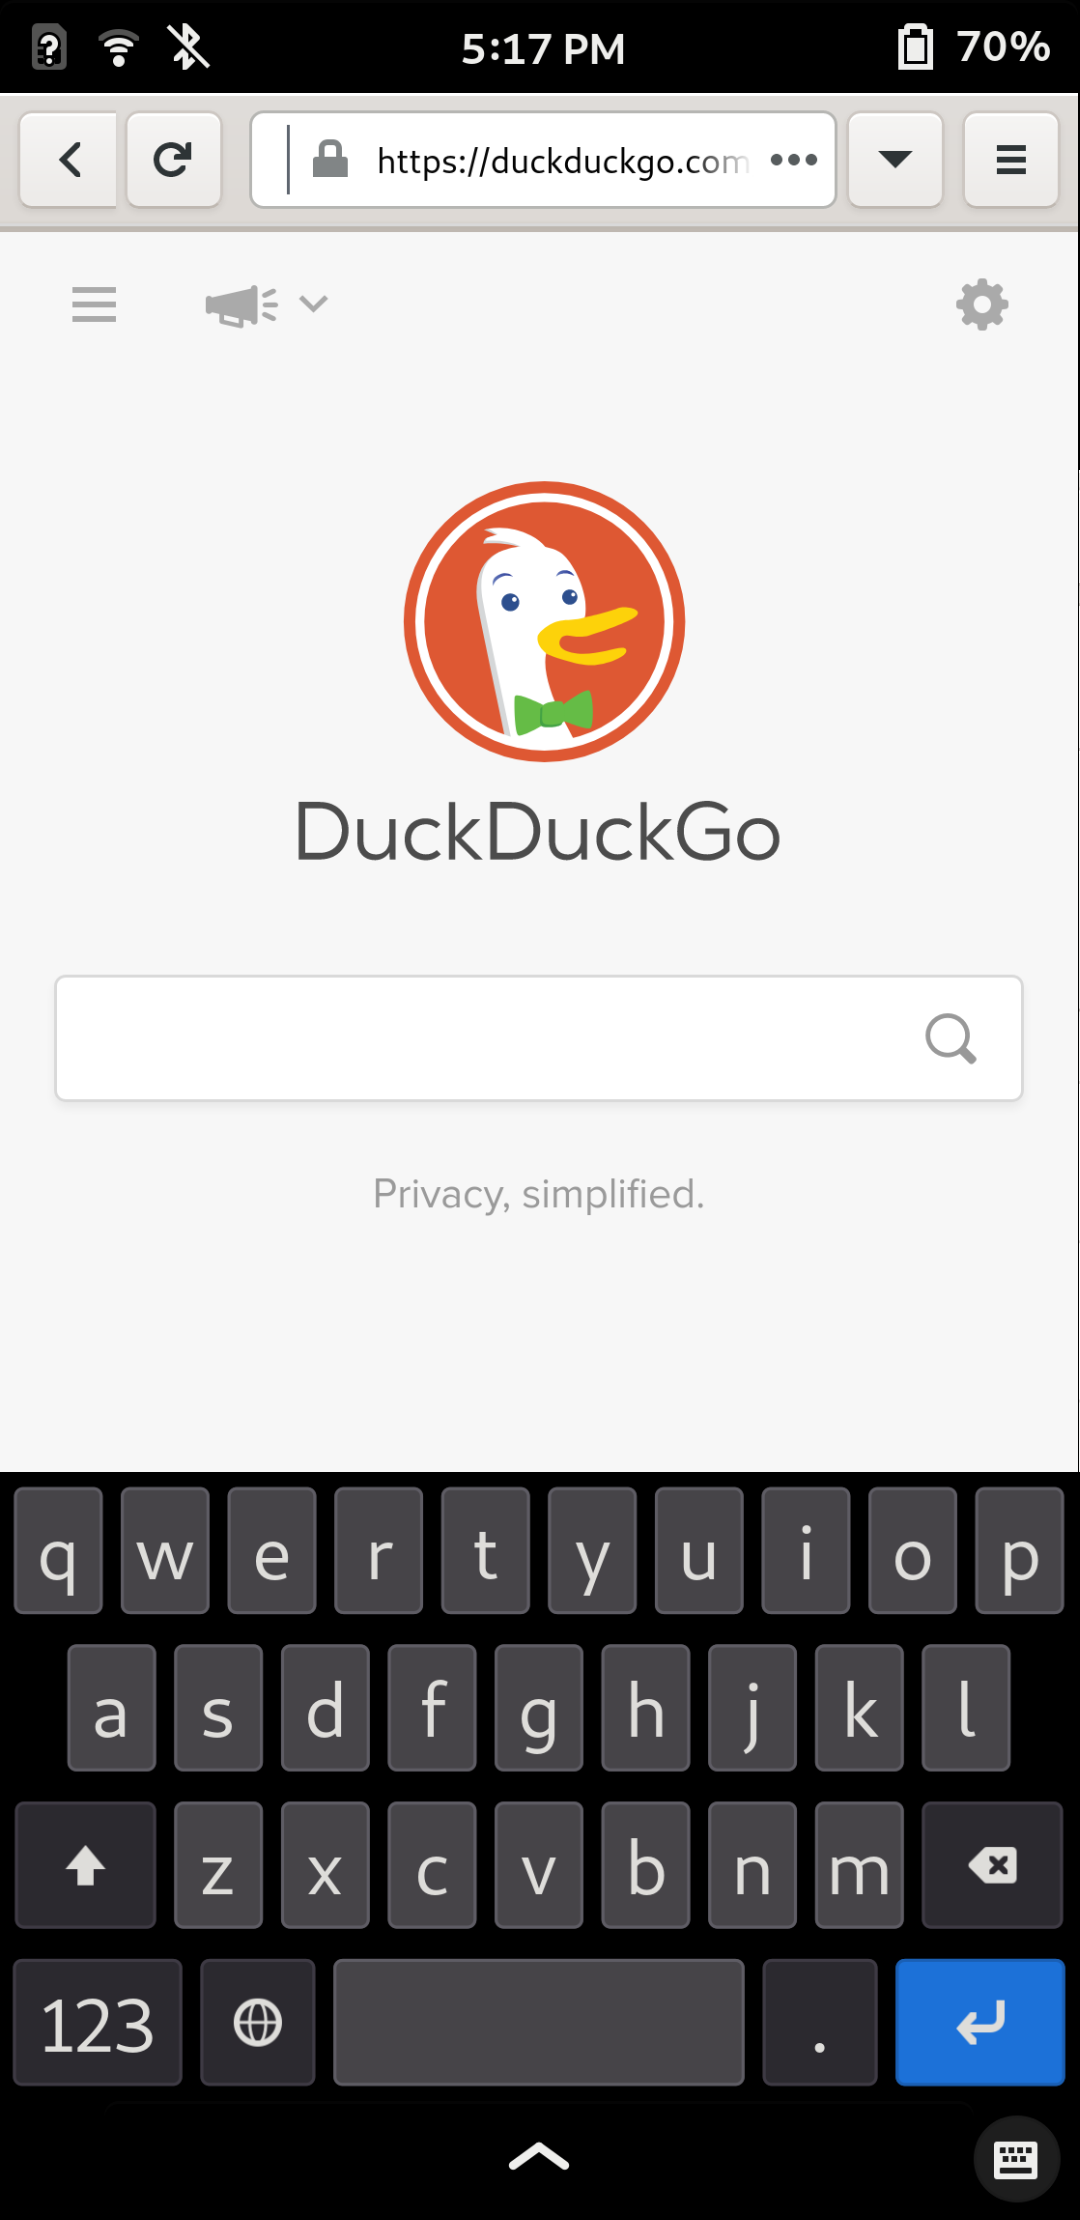 5:17 PM 70%
https://duckduckgo.com
DuckDuckGo
Privacy, simplified.
q w e r t y u i o p
a s d f g h j k l
z x c v b n m
123 .